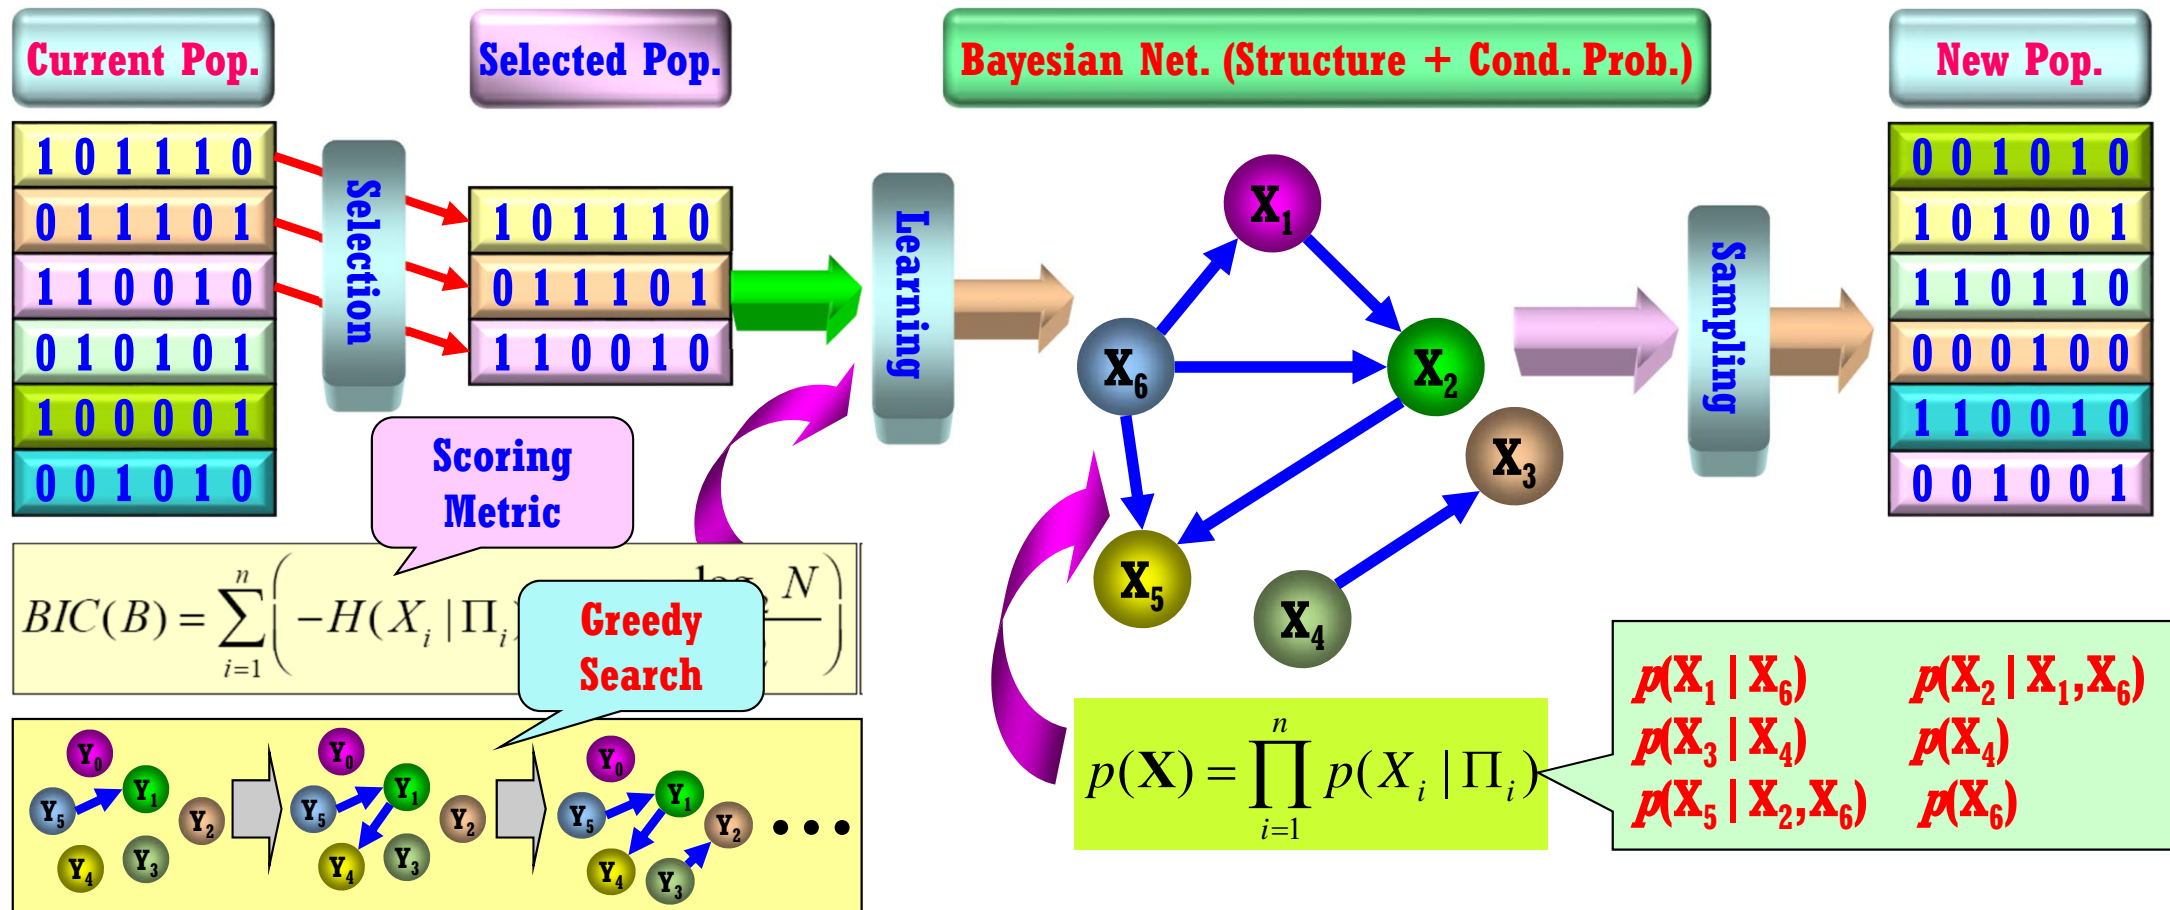 Current Pop.
Selected Pop.
Bayesian Net. (Structure + Cond. Prob.)
New Pop.
1 0 1 1 1 0
0 1 1 1 0 1
1 1 0 0 1 0
0 1 0 1 0 1
1 0 0 0 0 1
0 0 1 0 1 0
Selection
1 0 1 1 1 0
0 1 1 1 0 1
1 1 0 0 1 0
Learning
X₁
X₆
X₂
X₃
X₅
X₄
Sampling
0 0 1 0 1 0
1 0 1 0 0 1
1 1 0 1 1 0
0 0 0 1 0 0
1 1 0 0 1 0
0 0 1 0 0 1
Scoring
Metric
BIC(B) = ∑ⁿᵢ₌₁ ( −H(Xᵢ | Πᵢ) N )
Greedy
Search
Y₀
Y₁
Y₅
Y₂
Y₃
Y₄
Y₀
Y₁
Y₅
Y₂
Y₃
Y₄
Y₀
Y₁
Y₅
Y₂
Y₄
Y₃
• • •
p(X) = ∏ⁿᵢ₌₁ p(Xᵢ | Πᵢ)
p(X₁ | X₆) p(X₂ | X₁,X₆)
p(X₃ | X₄) p(X₄)
p(X₅ | X₂,X₆) p(X₆)